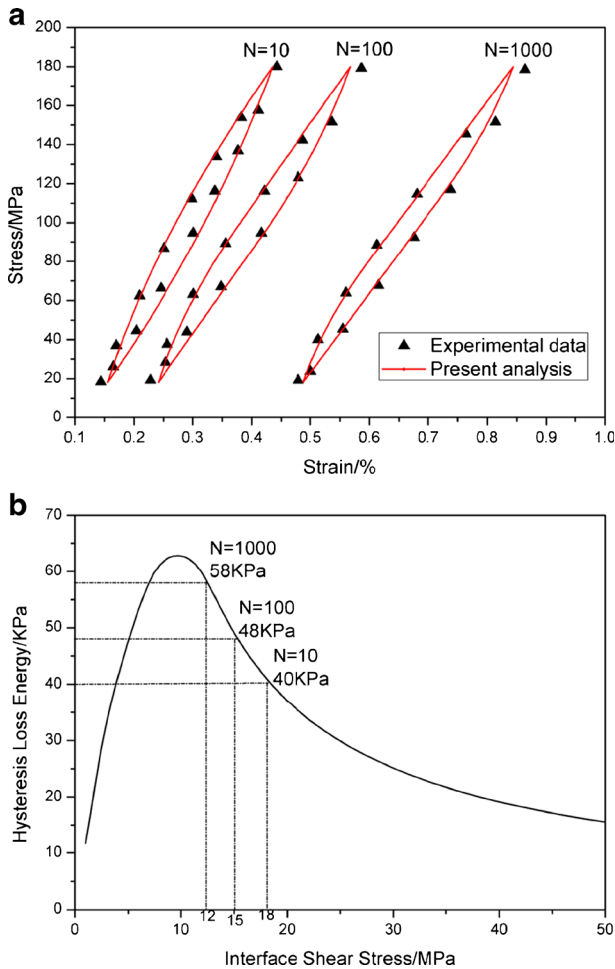 a
N=10
N=100
N=1000
200
180
160
140
120
100
80
60
40
20
0
Stress/MPa
Experimental data
Present analysis
0.1
0.2
0.3
0.4
0.5
0.6
0.7
0.8
0.9
1.0
Strain/%
b
70
60
50
40
30
20
10
0
Hysteresis Loss Energy/KPa
N=1000
58KPa
N=100
48KPa
N=10
40KPa
12
15
18
0
10
20
30
40
50
Interface Shear Stress/MPa